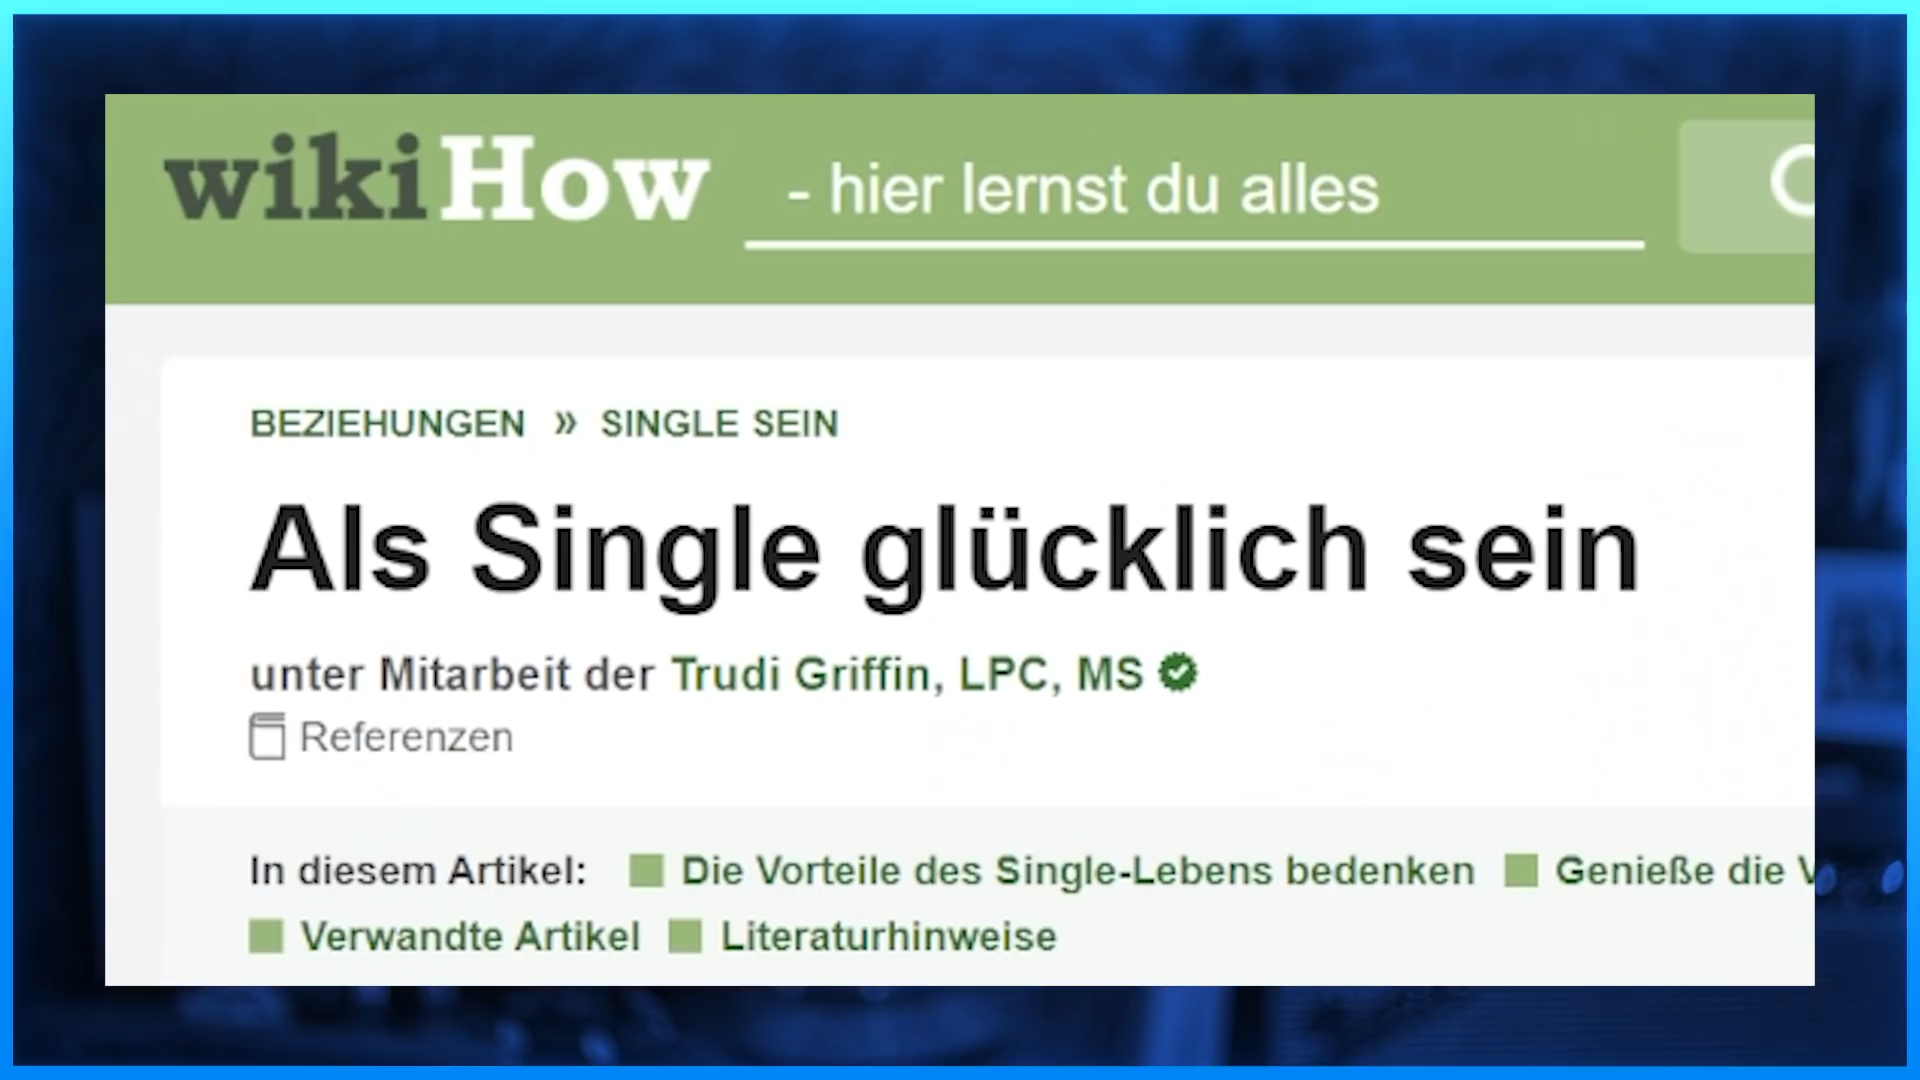 wikiHow - hier lernst du alles
BEZIEHUNGEN » SINGLE SEIN
Als Single glücklich sein
unter Mitarbeit der Trudi Griffin, LPC, MS
Referenzen
In diesem Artikel: Die Vorteile des Single-Lebens bedenken Genieße die
Verwandte Artikel Literaturhinweise